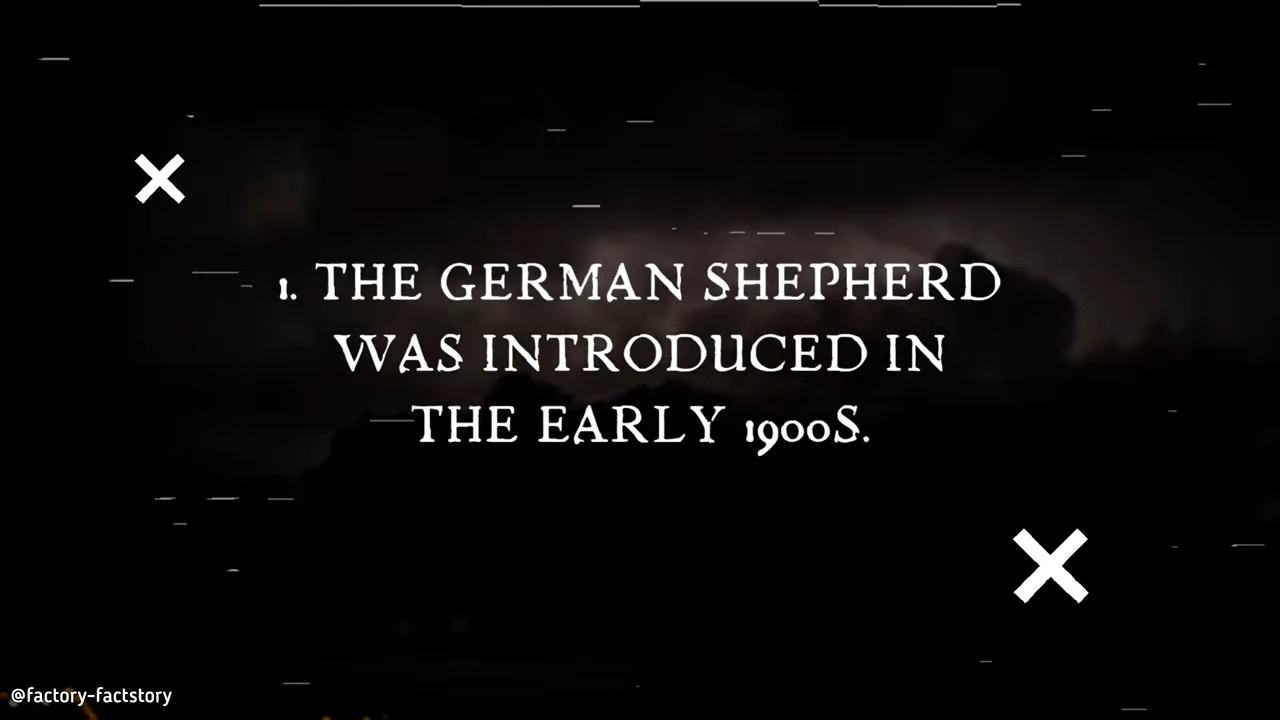 1. THE GERMAN SHEPHERD
WAS INTRODUCED IN
THE EARLY 1900S.
@factory-factstory